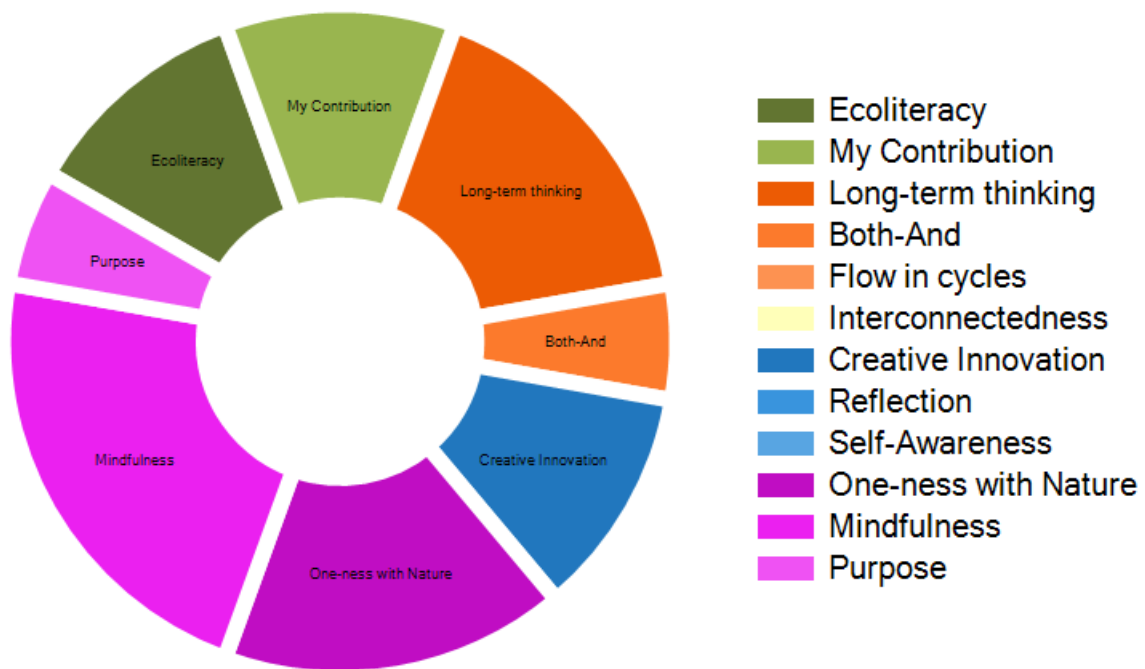 My Contribution
Ecoliteracy
Long-term thinking
Purpose
Both-And
Mindfulness
Creative Innovation
One-ness with Nature
Ecoliteracy
My Contribution
Long-term thinking
Both-And
Flow in cycles
Interconnectedness
Creative Innovation
Reflection
Self-Awareness
One-ness with Nature
Mindfulness
Purpose